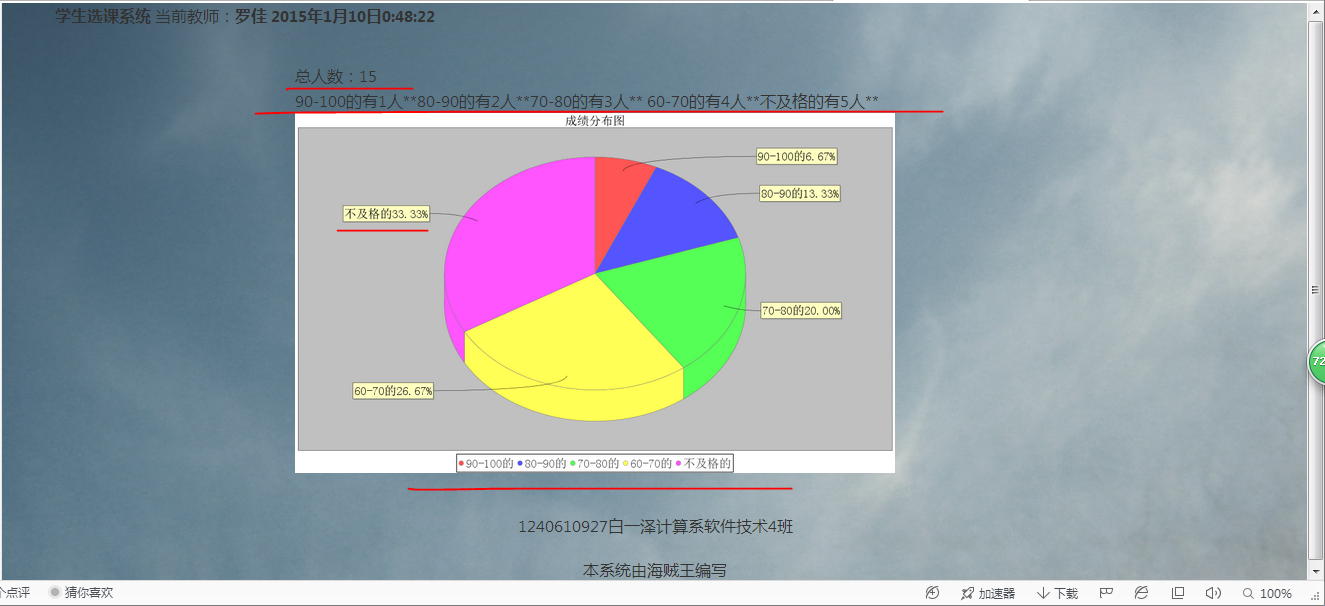 学生选课系统 当前教师：罗佳 2015年1月10日0:48:22
总人数：15
90-100的有1人**80-90的有2人**70-80的有3人** 60-70的有4人**不及格的有5人**
成绩分布图
90-100的6.67%
80-90的13.33%
不及格的33.33%
70-80的20.00%
60-70的26.67%
90-100的 80-90的 70-80的 60-70的 不及格的
1240610927白一泽计算系软件技术4班
本系统由海贼王编写
72
个点评 猜你喜欢 加速器 下载 100%